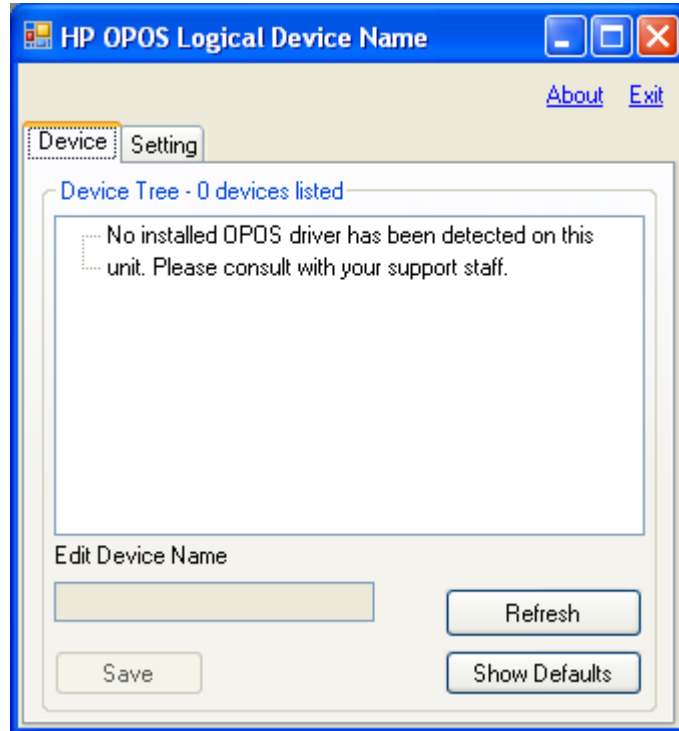 HP OPOS Logical Device Name
About Exit
Device Setting
Device Tree - 0 devices listed
No installed OPOS driver has been detected on this
unit. Please consult with your support staff.
Edit Device Name
Refresh
Save
Show Defaults